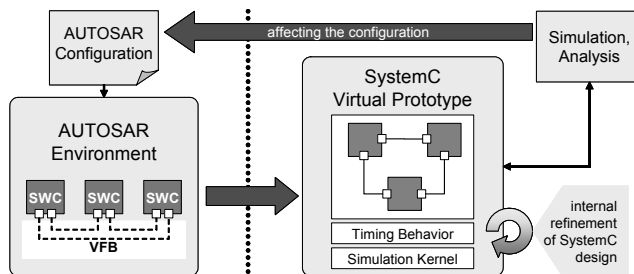 AUTOSAR
Configuration
affecting the configuration
Simulation,
Analysis
AUTOSAR
Environment
SWC
SWC
SWC
VFB
SystemC
Virtual Prototype
Timing Behavior
Simulation Kernel
internal
refinement
of SystemC
design